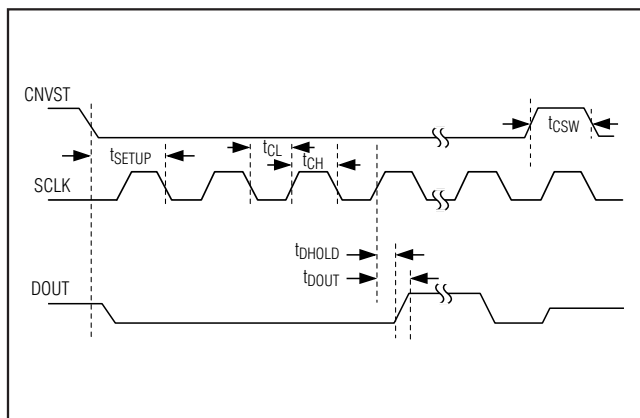 CNVST
tCSW
tSETUP
tCL
tCH
SCLK
tDHOLD
tDOUT
DOUT